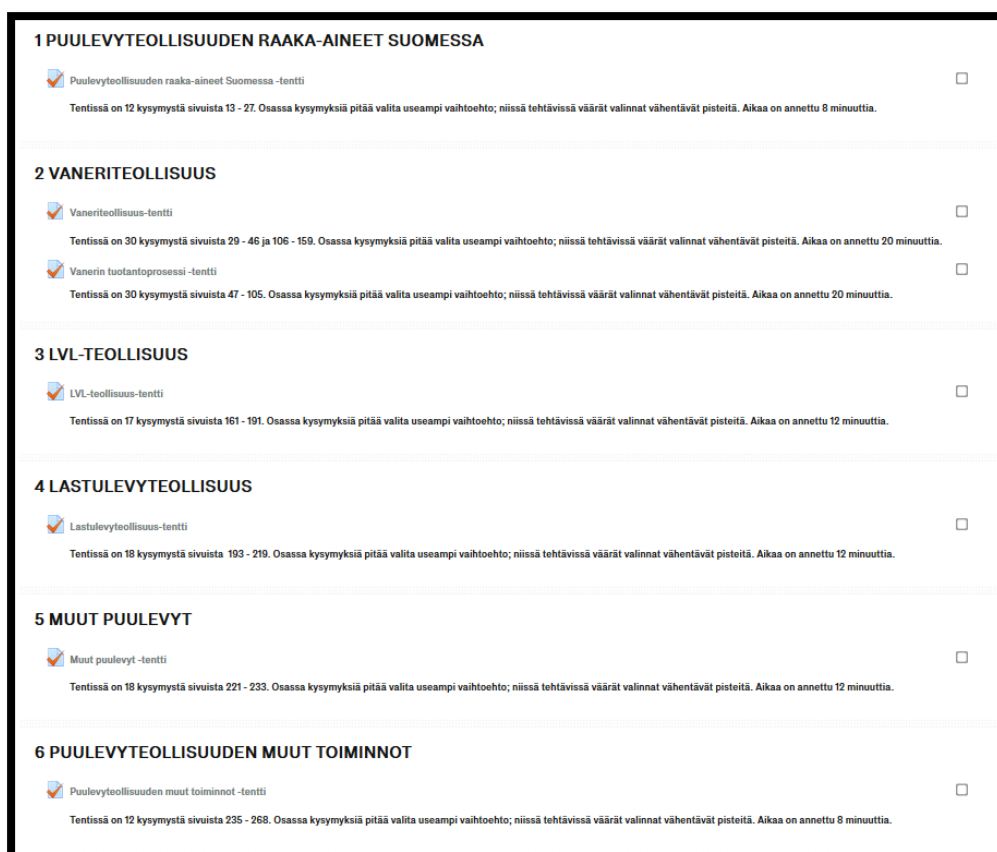 1 PUULEVYTEOLLISUUDEN RAAKA-AINEET SUOMESSA
Puulevyteollisuuden raaka-aineet Suomessa -tentti
Tentissä on 12 kysymystä sivuista 13 - 27. Osassa kysymyksiä pitää valita useampi vaihtoehto; niissä tehtävissä väärät valinnat vähentävät pisteitä. Aikaa on annettu 8 minuuttia.
2 VANERITEOLLISUUS
Vaneriteollisuus-tentti
Tentissä on 30 kysymystä sivuista 29 - 46 ja 106 - 159. Osassa kysymyksiä pitää valita useampi vaihtoehto; niissä tehtävissä väärät valinnat vähentävät pisteitä. Aikaa on annettu 20 minuuttia.
Vanerin tuotantoprosessi -tentti
Tentissä on 30 kysymystä sivuista 47 - 105. Osassa kysymyksiä pitää valita useampi vaihtoehto; niissä tehtävissä väärät valinnat vähentävät pisteitä. Aikaa on annettu 20 minuuttia.
3 LVL-TEOLLISUUS
LVL-teollisuus-tentti
Tentissä on 17 kysymystä sivuista 161 - 191. Osassa kysymyksiä pitää valita useampi vaihtoehto; niissä tehtävissä väärät valinnat vähentävät pisteitä. Aikaa on annettu 12 minuuttia.
4 LASTULEVYTEOLLISUUS
Lastulevyteollisuus-tentti
Tentissä on 18 kysymystä sivuista 193 - 219. Osassa kysymyksiä pitää valita useampi vaihtoehto; niissä tehtävissä väärät valinnat vähentävät pisteitä. Aikaa on annettu 12 minuuttia.
5 MUUT PUULEVYT
Muut puulevyt -tentti
Tentissä on 18 kysymystä sivuista 221 - 233. Osassa kysymyksiä pitää valita useampi vaihtoehto; niissä tehtävissä väärät valinnat vähentävät pisteitä. Aikaa on annettu 12 minuuttia.
6 PUULEVYTEOLLISUUDEN MUUT TOIMINNOT
Puulevyteollisuuden muut toiminnot -tentti
Tentissä on 12 kysymystä sivuista 235 - 268. Osassa kysymyksiä pitää valita useampi vaihtoehto; niissä tehtävissä väärät valinnat vähentävät pisteitä. Aikaa on annettu 8 minuuttia.